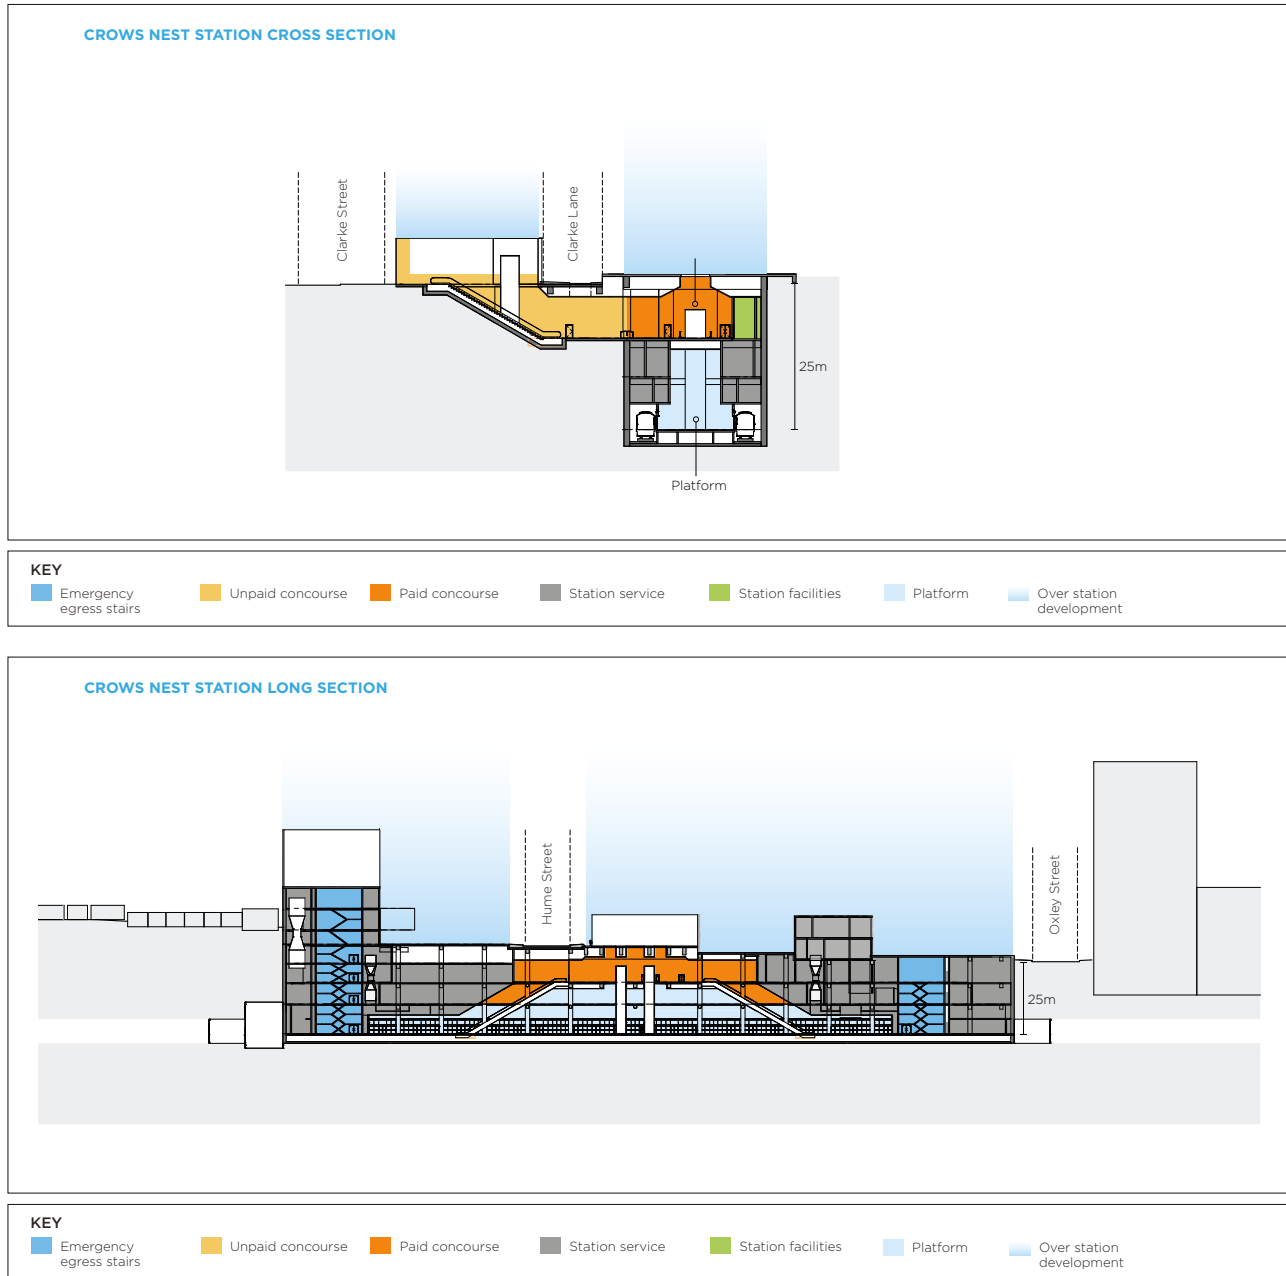 CROWS NEST STATION CROSS SECTION
Clarke Street
Clarke Lane
25m
Platform
KEY
Emergency
egress stairs
Unpaid concourse
Paid concourse
Station service
Station facilities
Platform
Over station
development
CROWS NEST STATION LONG SECTION
Hume Street
Oxley Street
25m
KEY
Emergency
egress stairs
Unpaid concourse
Paid concourse
Station service
Station facilities
Platform
Over station
development